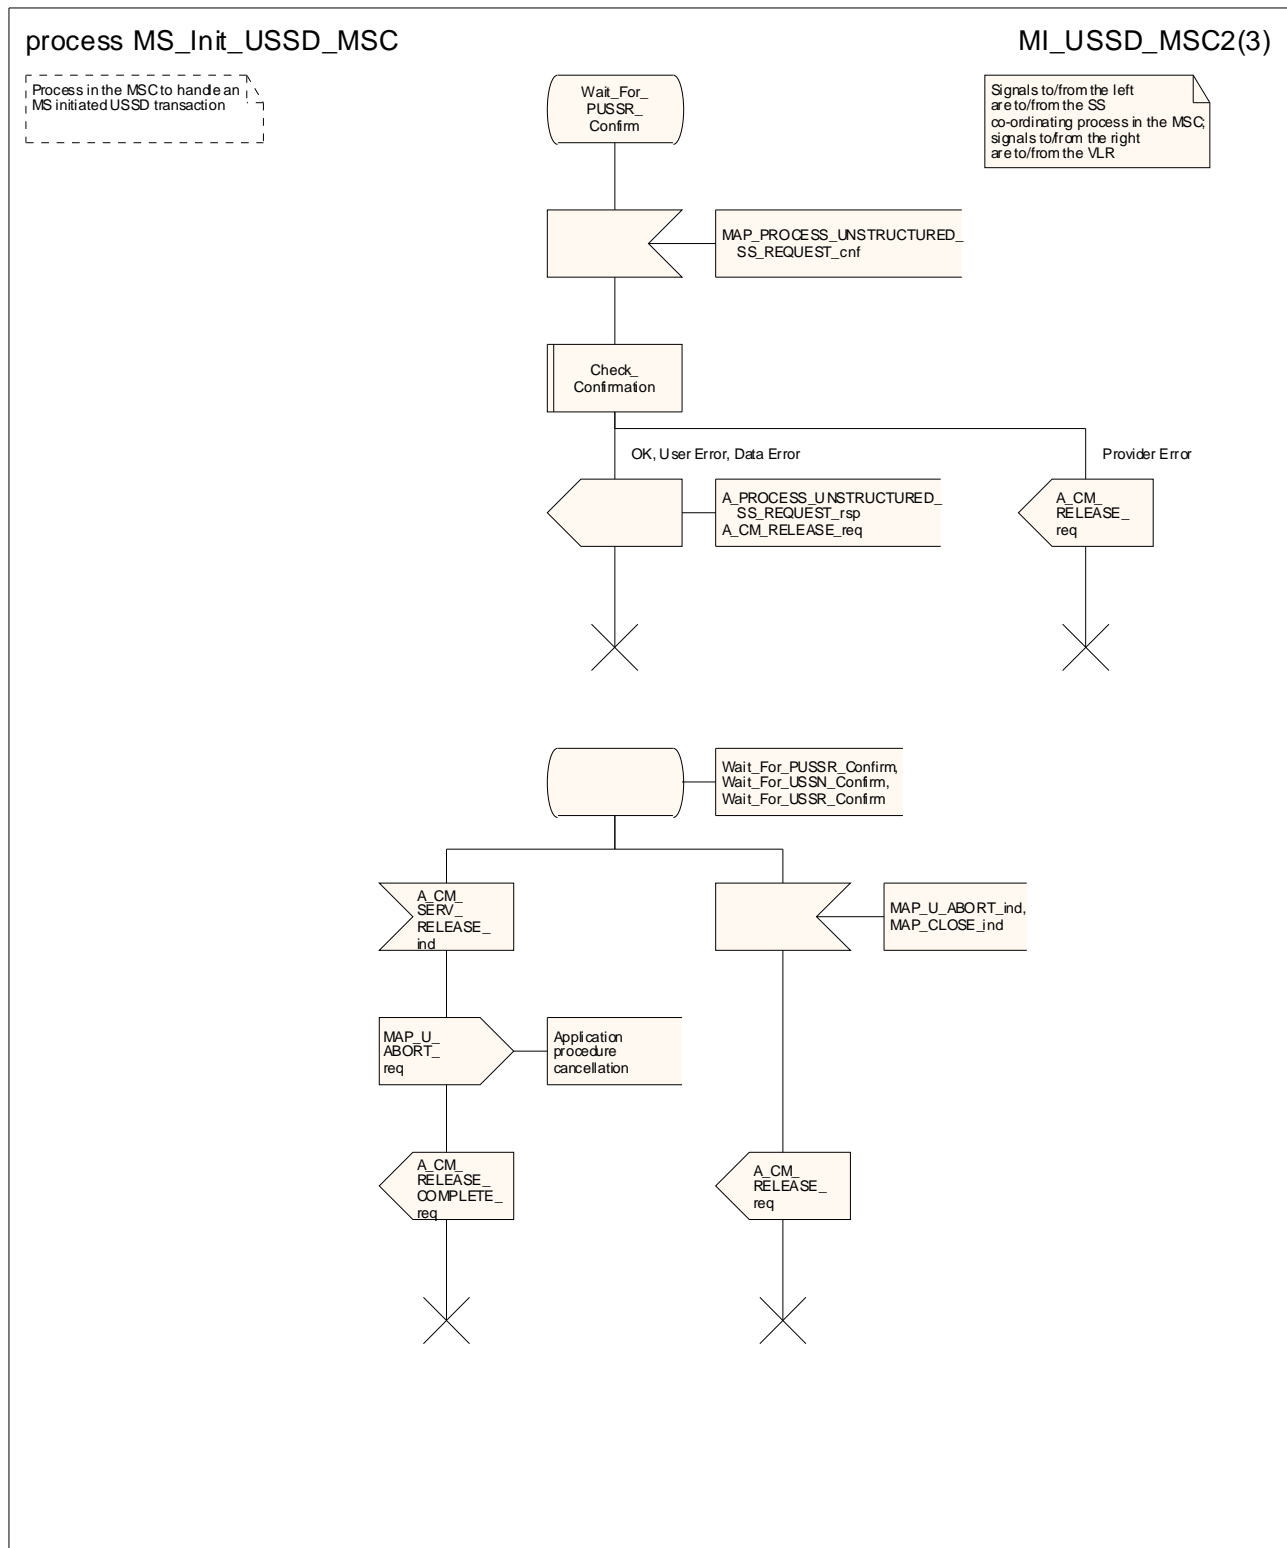 process MS_Init_USSD_MSC
MI_USSD_MSC2(3)
Process in the MSC to handle an
MS initiated USSD transaction
Wait_For_
PUSSR_
Confirm
Signals to/from the left
are to/from the SS
co-ordinating process in the MSC;
signals to/from the right
are to/from the VLR
MAP_PROCESS_UNSTRUCTURED_
SS_REQUEST_cnf
Check_
Confirmation
OK, User Error, Data Error
Provider Error
A_PROCESS_UNSTRUCTURED_
SS_REQUEST_rsp
A_CM_RELEASE_req
A_CM_
RELEASE_
req
Wait_For_PUSSR_Confirm,
Wait_For_USSN_Confirm,
Wait_For_USSR_Confirm
A_CM_
SERV_
RELEASE_
ind
MAP_U_ABORT_ind,
MAP_CLOSE_ind
MAP_U_
ABORT_
req
Application
procedure
cancellation
A_CM_
RELEASE_
COMPLETE_
req
A_CM_
RELEASE_
req